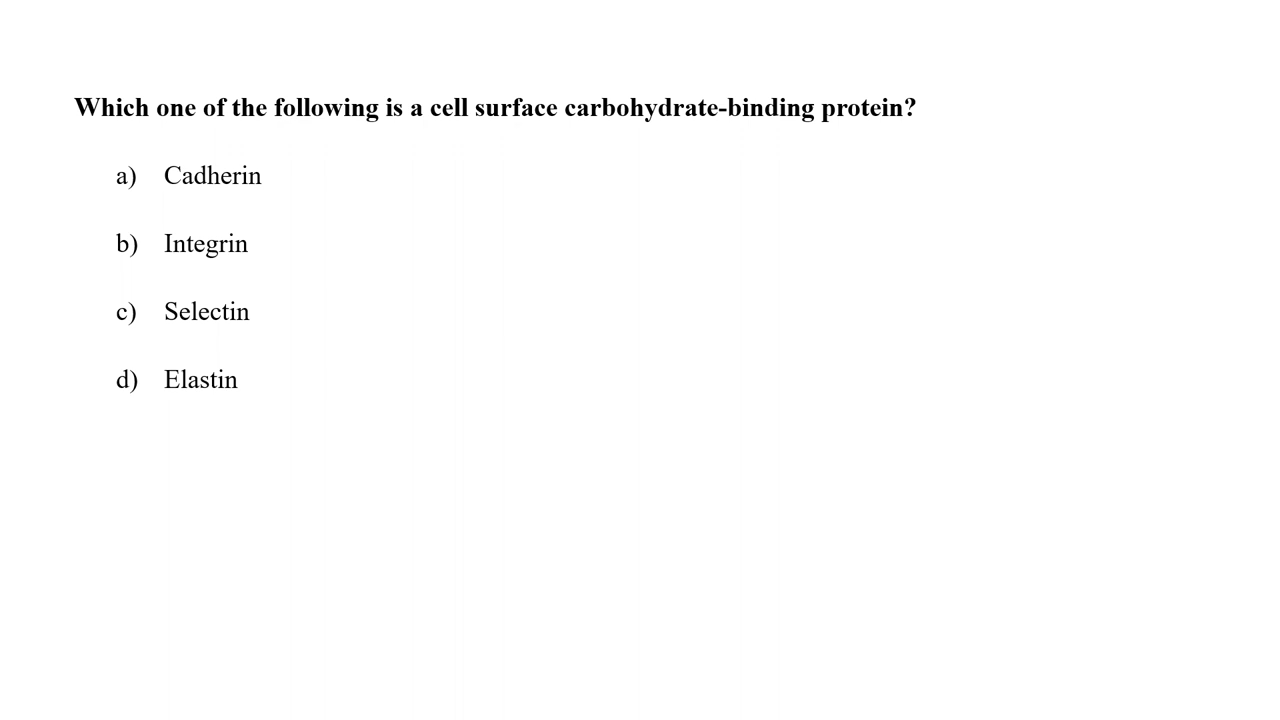 Which one of the following is a cell surface carbohydrate-binding protein?
a) Cadherin
b) Integrin
c) Selectin
d) Elastin